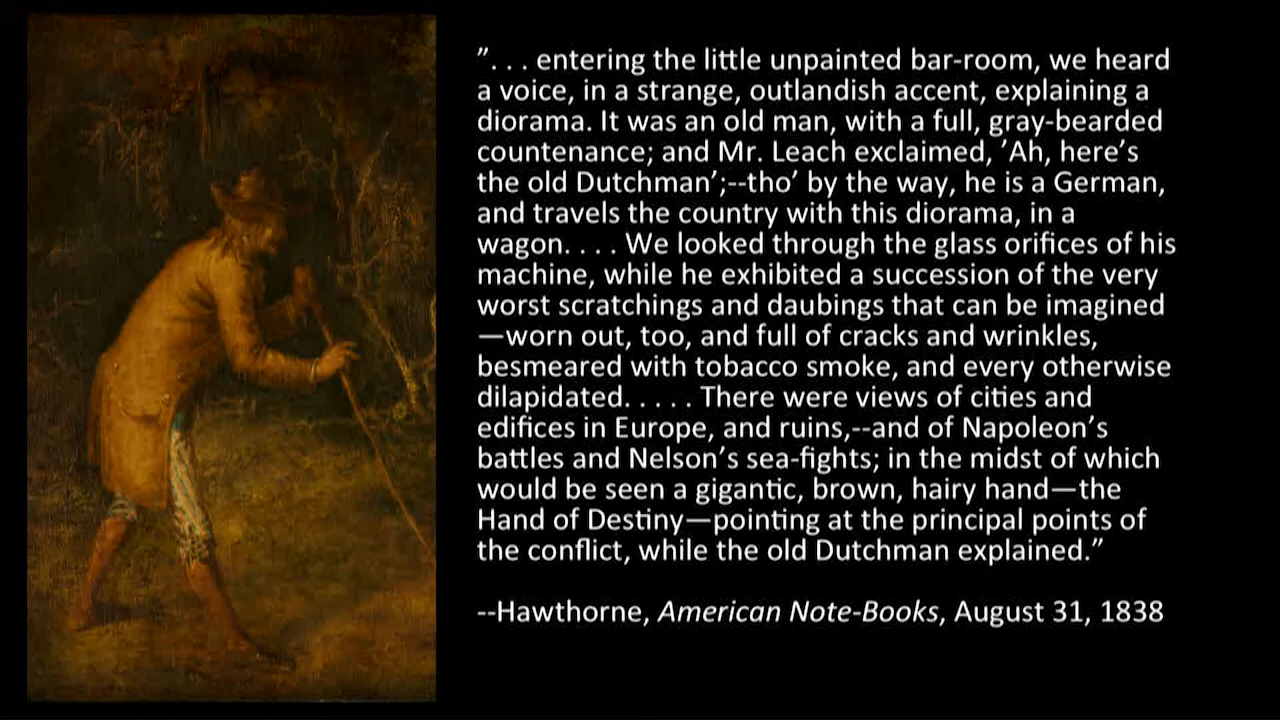 ”. . . entering the little unpainted bar-room, we heard
a voice, in a strange, outlandish accent, explaining a
diorama. It was an old man, with a full, gray-bearded
countenance; and Mr. Leach exclaimed, ’Ah, here’s
the old Dutchman’;--tho’ by the way, he is a German,
and travels the country with this diorama, in a
wagon. . . . We looked through the glass orifices of his
machine, while he exhibited a succession of the very
worst scratchings and daubings that can be imagined
—worn out, too, and full of cracks and wrinkles,
besmeared with tobacco smoke, and every otherwise
dilapidated. . . . . There were views of cities and
edifices in Europe, and ruins,--and of Napoleon’s
battles and Nelson’s sea-fights; in the midst of which
would be seen a gigantic, brown, hairy hand—the
Hand of Destiny—pointing at the principal points of
the conflict, while the old Dutchman explained.”
--Hawthorne, American Note-Books, August 31, 1838